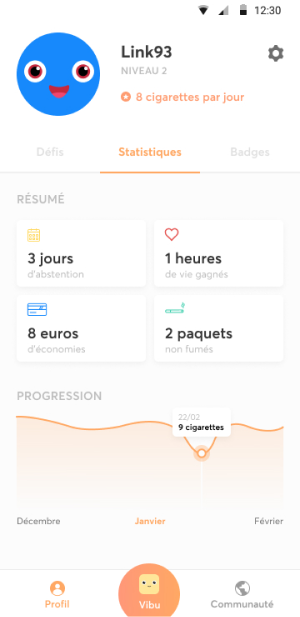 12:30
Link93
NIVEAU 2
8 cigarettes par jour
Défis Statistiques Badges
RÉSUMÉ
3 jours
d'abstention
1 heures
de vie gagnés
8 euros
d'économies
2 paquets
non fumés
PROGRESSION
22/02
9 cigarettes
Décembre Janvier Février
Profil Vibu Communauté